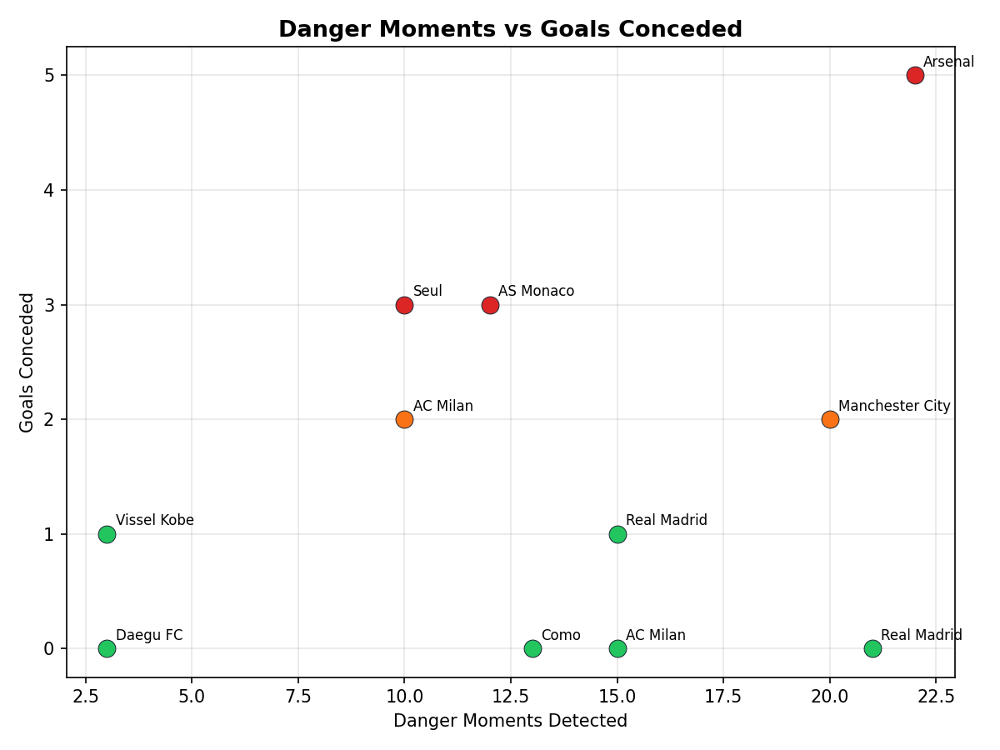 Danger Moments vs Goals Conceded
Arsenal
5
4
Seul
AS Monaco
3
AC Milan
Manchester City
2
Vissel Kobe
Real Madrid
1
Daegu FC
Como
AC Milan
Real Madrid
0
Goals Conceded
2.5
5.0
7.5
10.0
12.5
15.0
17.5
20.0
22.5
Danger Moments Detected